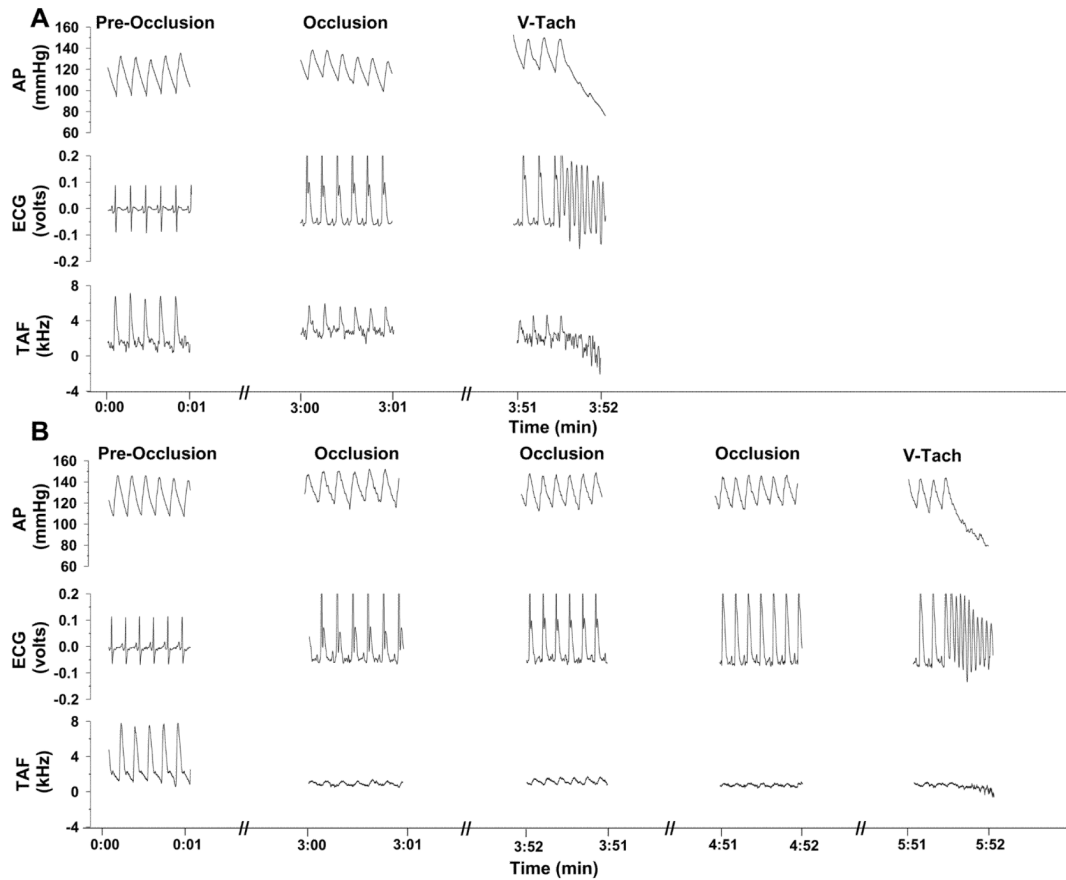 A
Pre-Occlusion Occlusion V-Tach
AP
(mmHg)
160
140
120
100
80
60
ECG
(volts)
0.2
0.1
0.0
-0.1
-0.2
TAF
(kHz)
8
4
0
-4
// //
0:00 0:01 3:00 3:01 3:51 3:52
Time (min)
B
Pre-Occlusion Occlusion Occlusion Occlusion V-Tach
AP
(mmHg)
160
140
120
100
80
60
ECG
(volts)
0.2
0.1
0.0
-0.1
-0.2
TAF
(kHz)
8
4
0
-4
// // // //
0:00 0:01 3:00 3:01 3:52 3:51 4:51 4:52 5:51 5:52
Time (min)